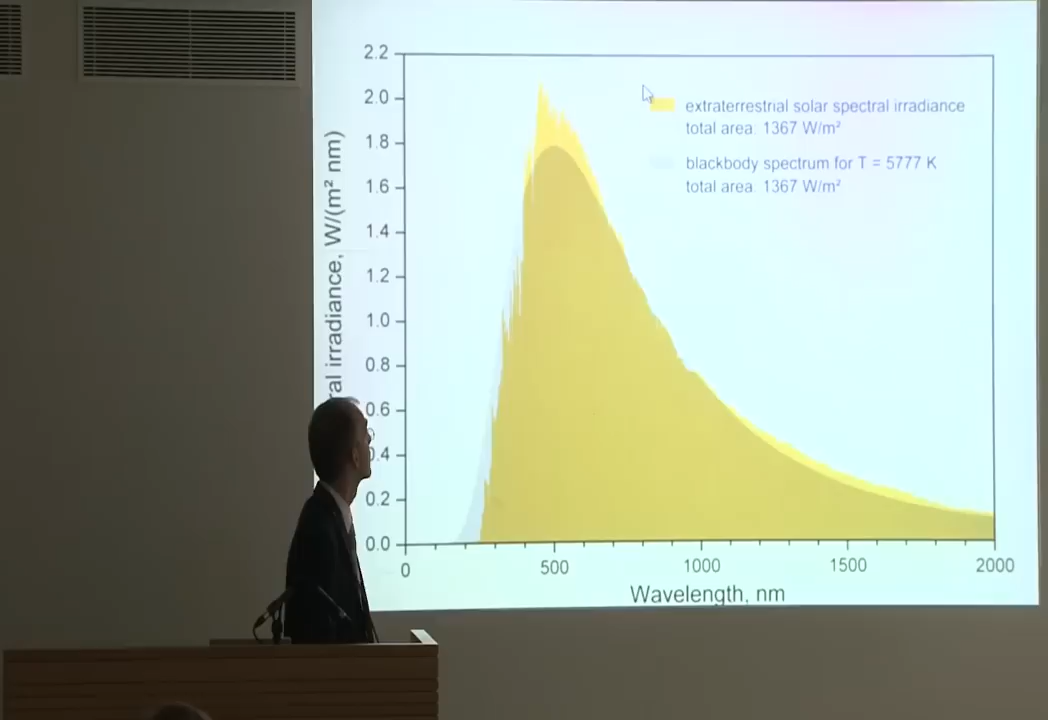 2.2
2.0
1.8
1.6
1.4
1.2
1.0
0.8
0.6
0.4
0.2
0.0
irradiance, W/(m² nm)
extraterrestrial solar spectral irradiance
total area. 1367 W/m²
blackbody spectrum for T = 5777 K
total area. 1367 W/m²
0 500 1000 1500 2000
Wavelength, nm